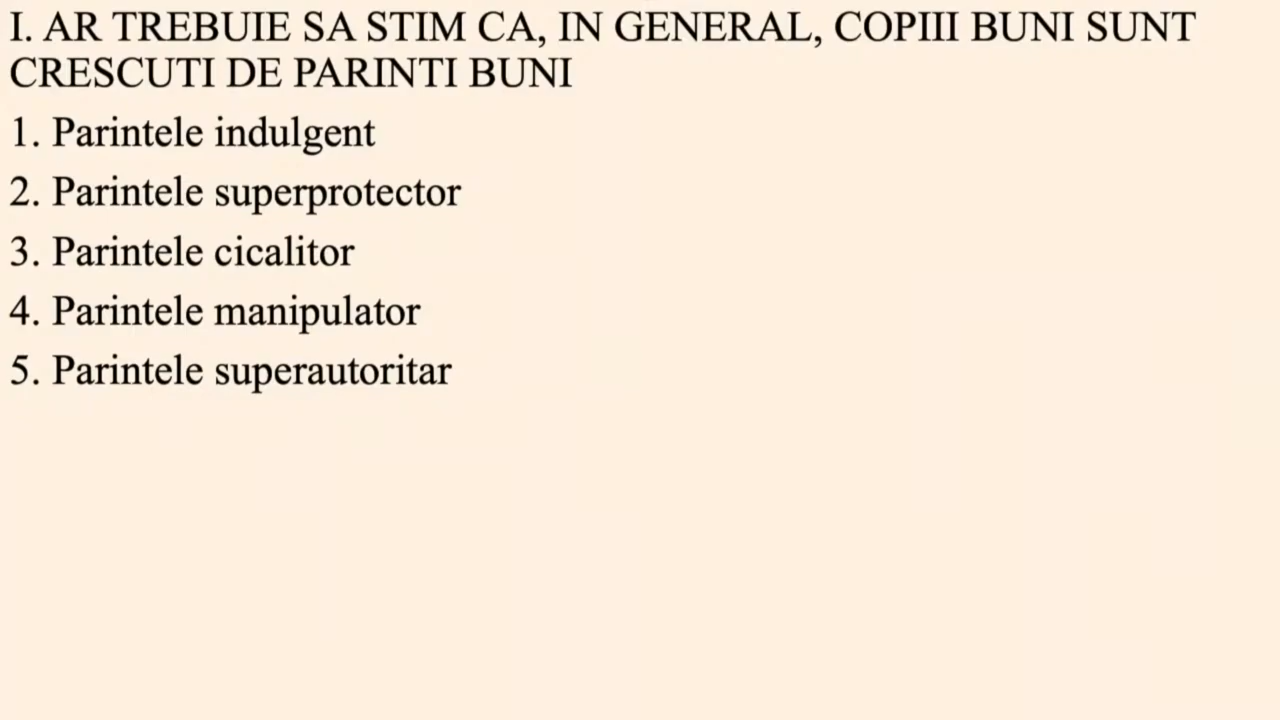 I. AR TREBUIE SA STIM CA, IN GENERAL, COPIII BUNI SUNT
CRESCUTI DE PARINTI BUNI
1. Parintele indulgent
2. Parintele superprotector
3. Parintele cicalitor
4. Parintele manipulator
5. Parintele superautoritar